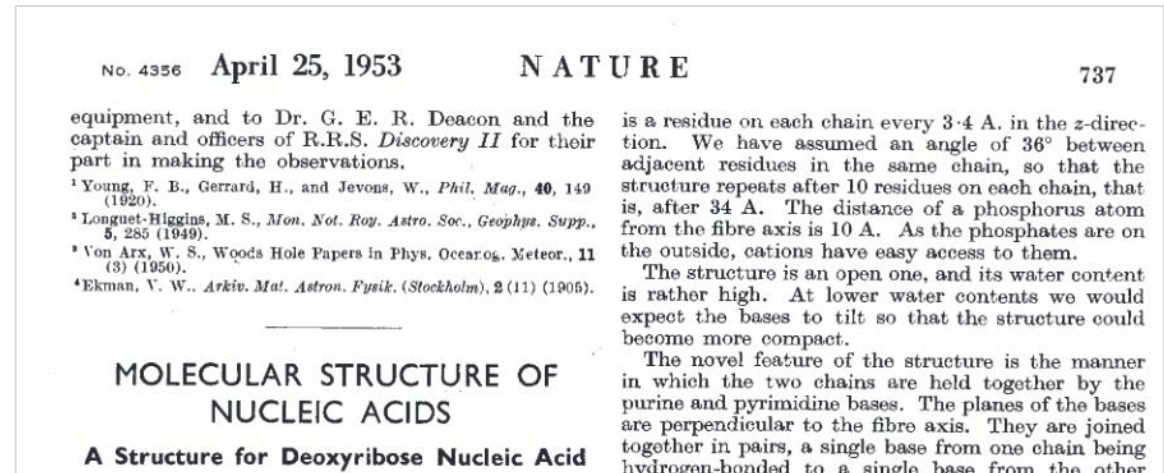 No. 4356 April 25, 1953 NATURE 737
equipment, and to Dr. G. E. R. Deacon and the
captain and officers of R.R.S. Discovery II for their
part in making the observations.
¹ Young, F. B., Gerrard, H., and Jevons, W., Phil. Mag., 40, 149
(1920).
² Longuet-Higgins, M. S., Mon. Not. Roy. Astro. Soc., Geophys. Supp.,
5, 285 (1949).
³ Von Arx, W. S., Woods Hole Papers in Phys. Ocearog. Meteor., 11
(3) (1950).
⁴ Ekman, V. W., Arkiv. Mat. Astron. Fysik. (Stockholm), 2 (11) (1905).
MOLECULAR STRUCTURE OF
NUCLEIC ACIDS
A Structure for Deoxyribose Nucleic Acid
is a residue on each chain every 3·4 A. in the z-direc-
tion. We have assumed an angle of 36° between
adjacent residues in the same chain, so that the
structure repeats after 10 residues on each chain, that
is, after 34 A. The distance of a phosphorus atom
from the fibre axis is 10 A. As the phosphates are on
the outside, cations have easy access to them.
The structure is an open one, and its water content
is rather high. At lower water contents we would
expect the bases to tilt so that the structure could
become more compact.
The novel feature of the structure is the manner
in which the two chains are held together by the
purine and pyrimidine bases. The planes of the bases
are perpendicular to the fibre axis. They are joined
together in pairs, a single base from one chain being
hydrogen-bonded to a single base from the other